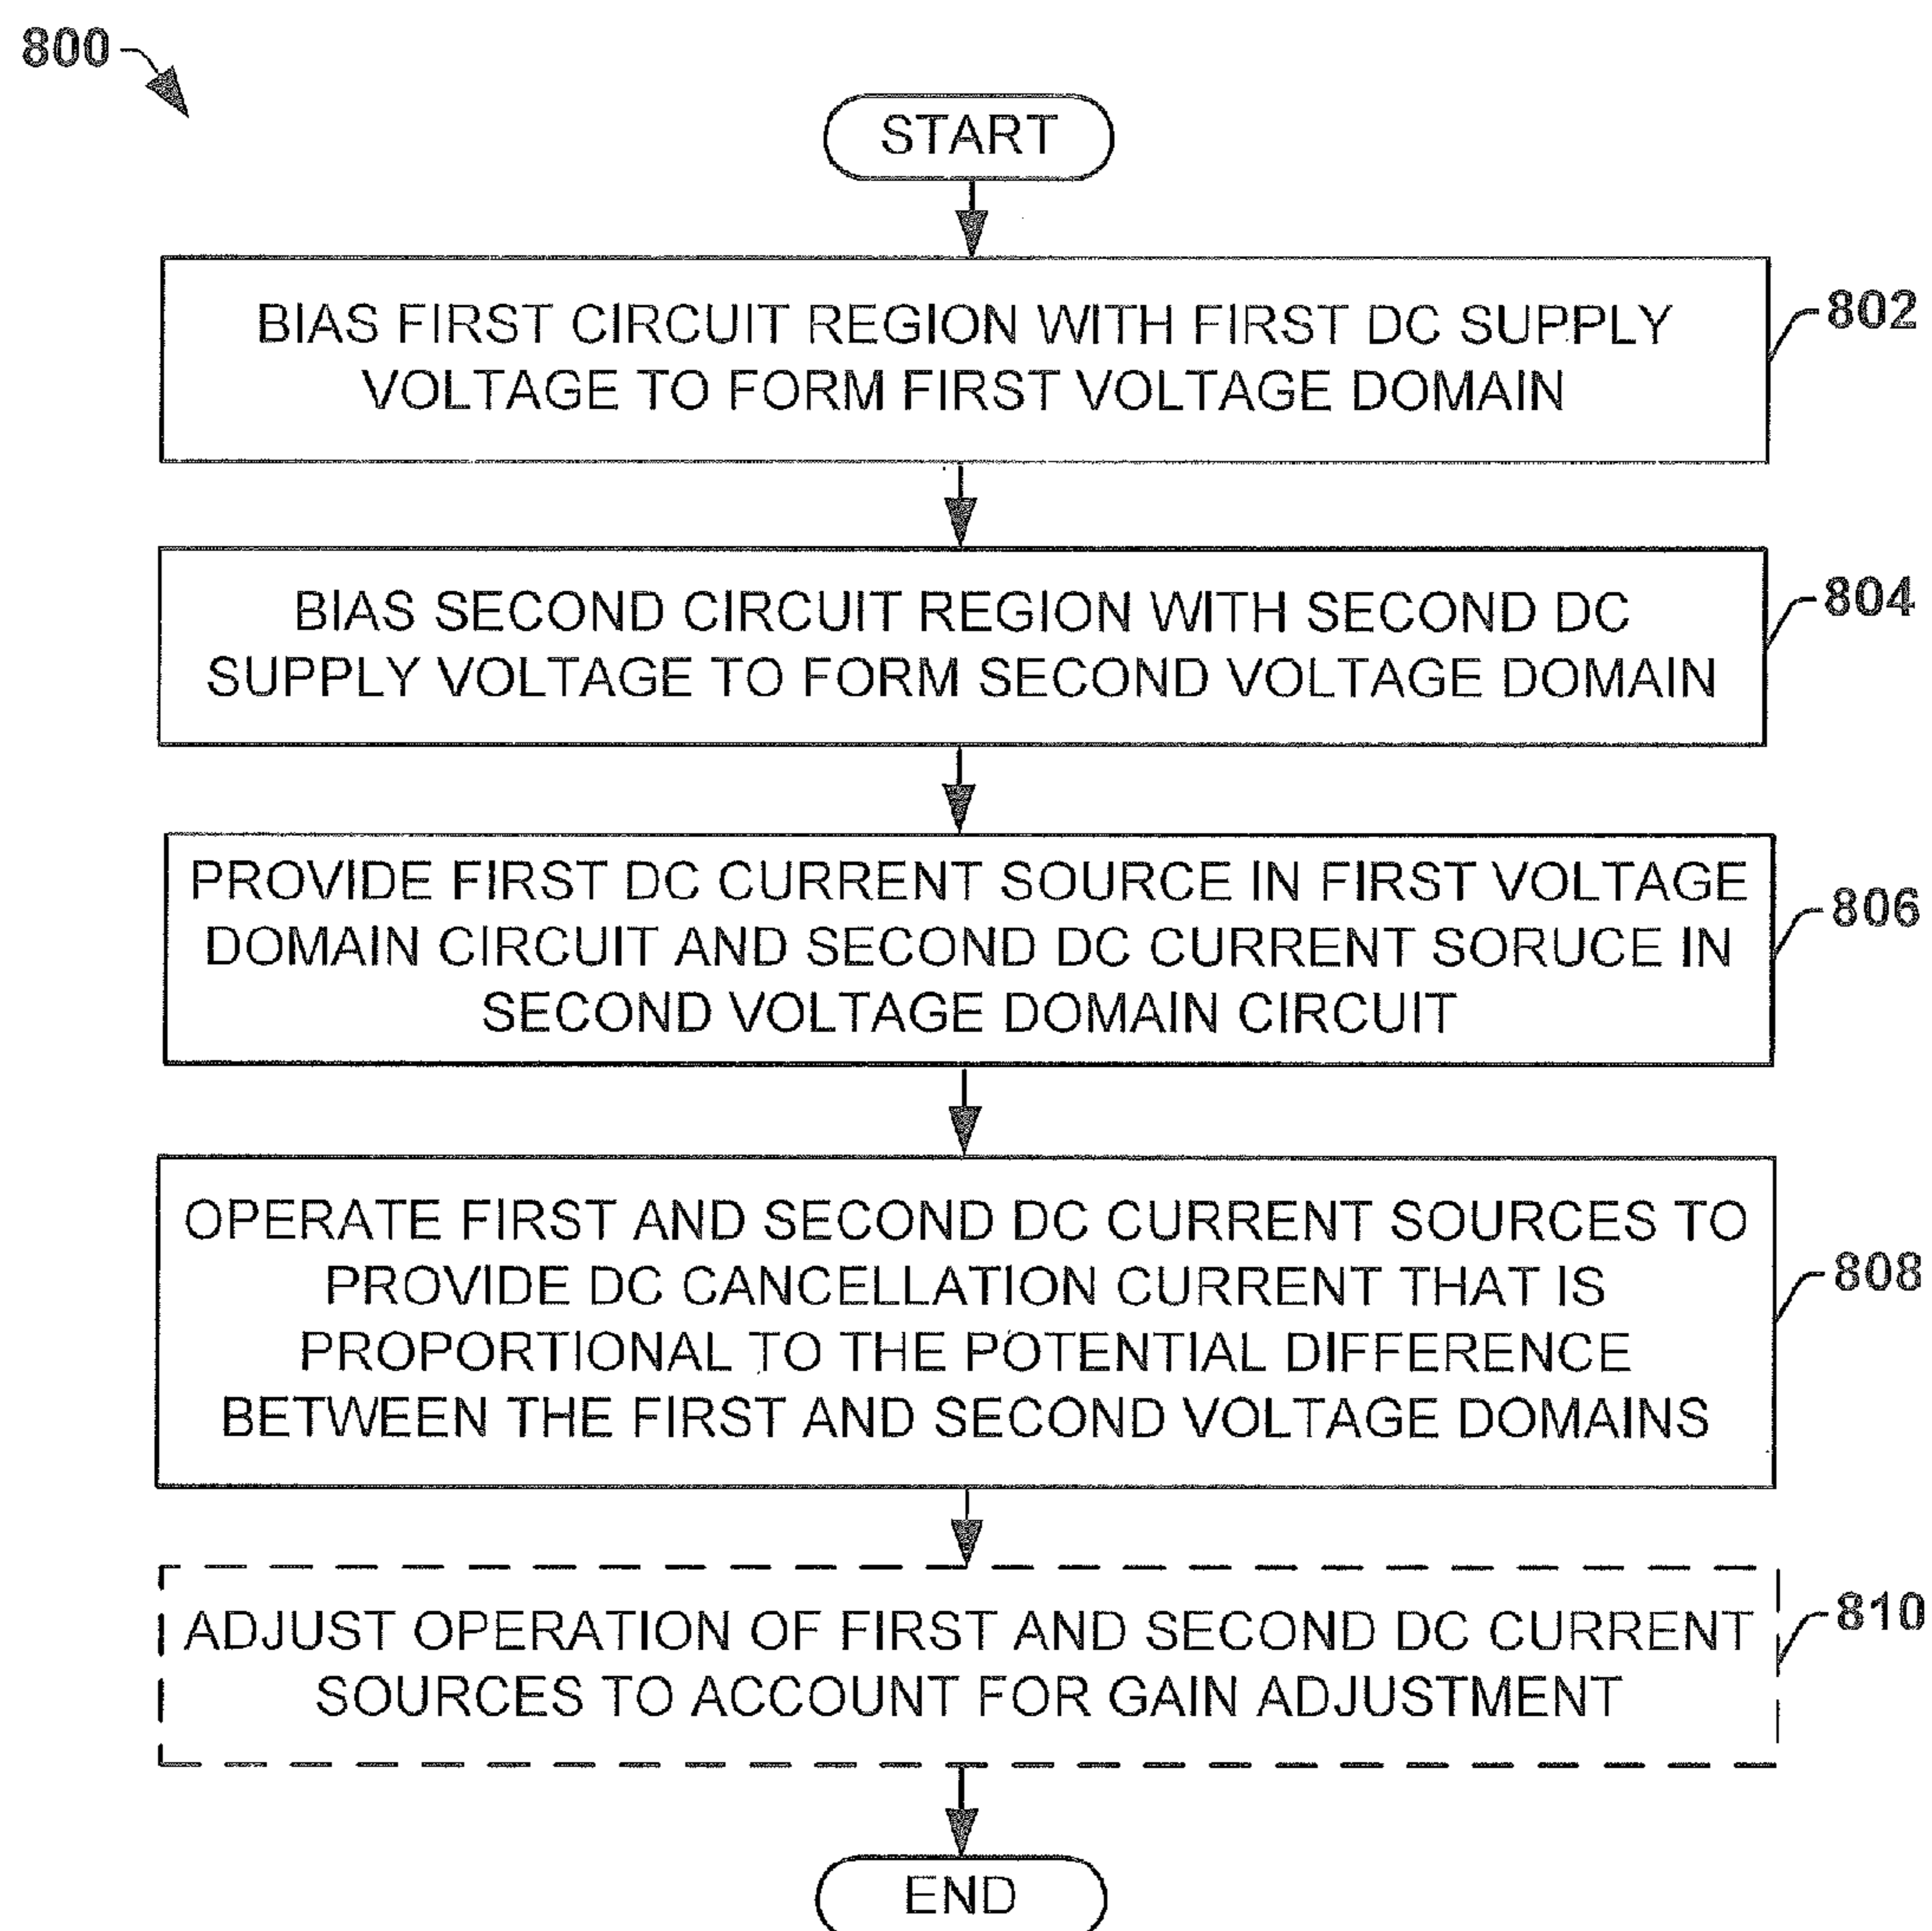 800
START
BIAS FIRST CIRCUIT REGION WITH FIRST DC SUPPLY
VOLTAGE TO FORM FIRST VOLTAGE DOMAIN
802
BIAS SECOND CIRCUIT REGION WITH SECOND DC
SUPPLY VOLTAGE TO FORM SECOND VOLTAGE DOMAIN
804
PROVIDE FIRST DC CURRENT SOURCE IN FIRST VOLTAGE
DOMAIN CIRCUIT AND SECOND DC CURRENT SORUCE IN
SECOND VOLTAGE DOMAIN CIRCUIT
806
OPERATE FIRST AND SECOND DC CURRENT SOURCES TO
PROVIDE DC CANCELLATION CURRENT THAT IS
PROPORTIONAL TO THE POTENTIAL DIFFERENCE
BETWEEN THE FIRST AND SECOND VOLTAGE DOMAINS
808
ADJUST OPERATION OF FIRST AND SECOND DC CURRENT
SOURCES TO ACCOUNT FOR GAIN ADJUSTMENT
810
END